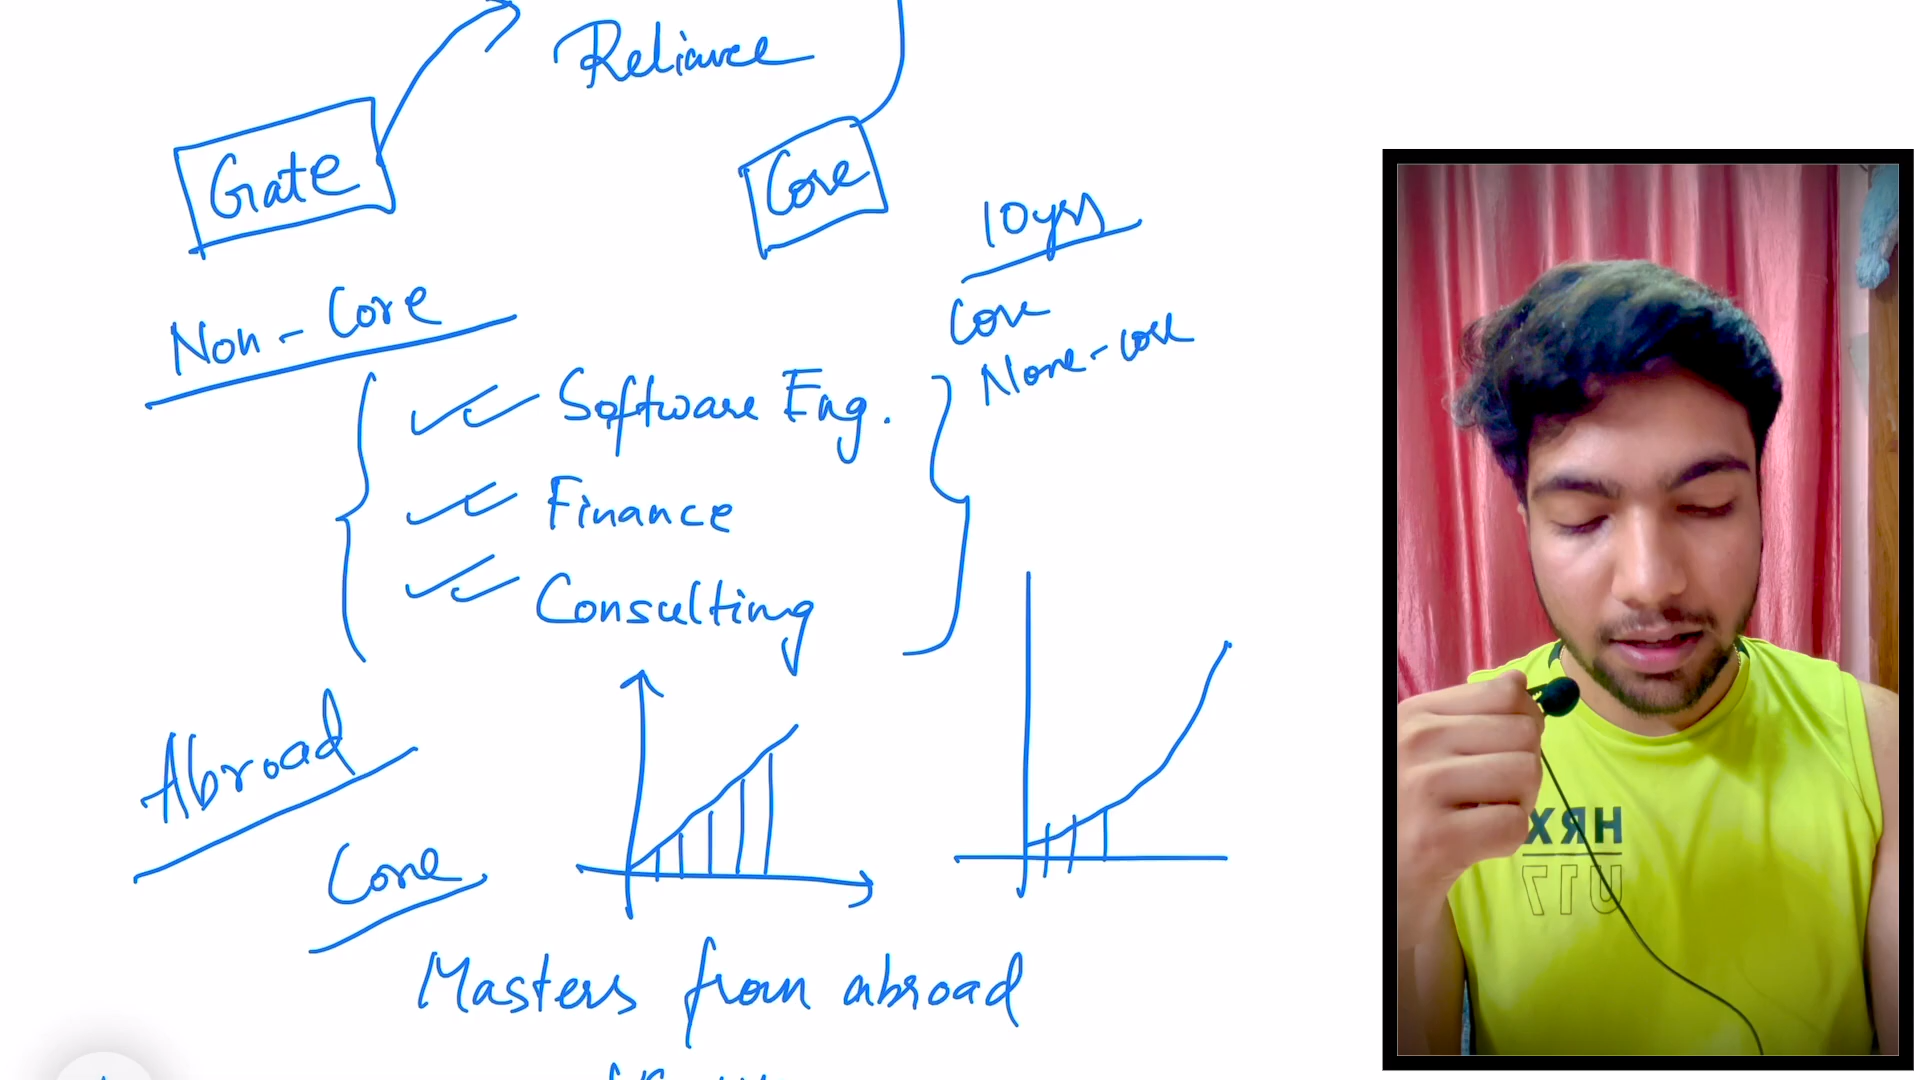 Reliance
Gate
Core
10yrs
Core
None-core
Non-Core
Software Eng.
Finance
Consulting
Abroad
Core
Masters from abroad
HRX
U17